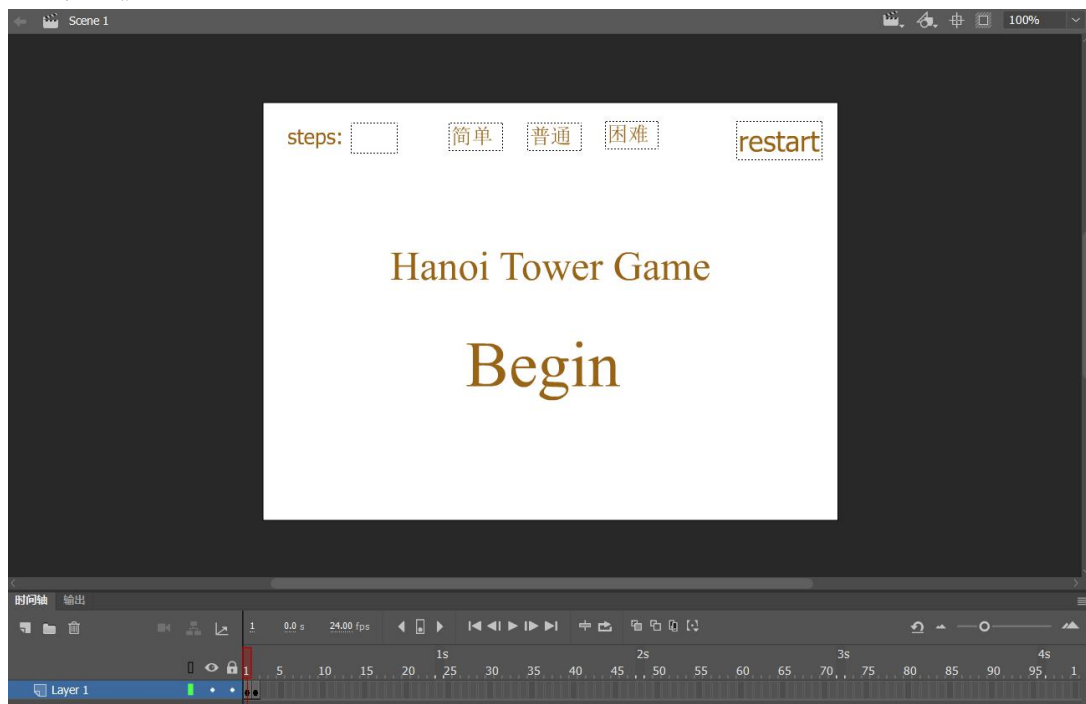 Scene 1
100%
steps:
简单
普通
困难
restart
Hanoi Tower Game
Begin
时间轴 输出
1 0.0 s 24.00 fps
1s 2s 3s 4s
1 5 10 15 20 25 30 35 40 45 50 55 60 65 70 75 80 85 90 95 1
Layer 1